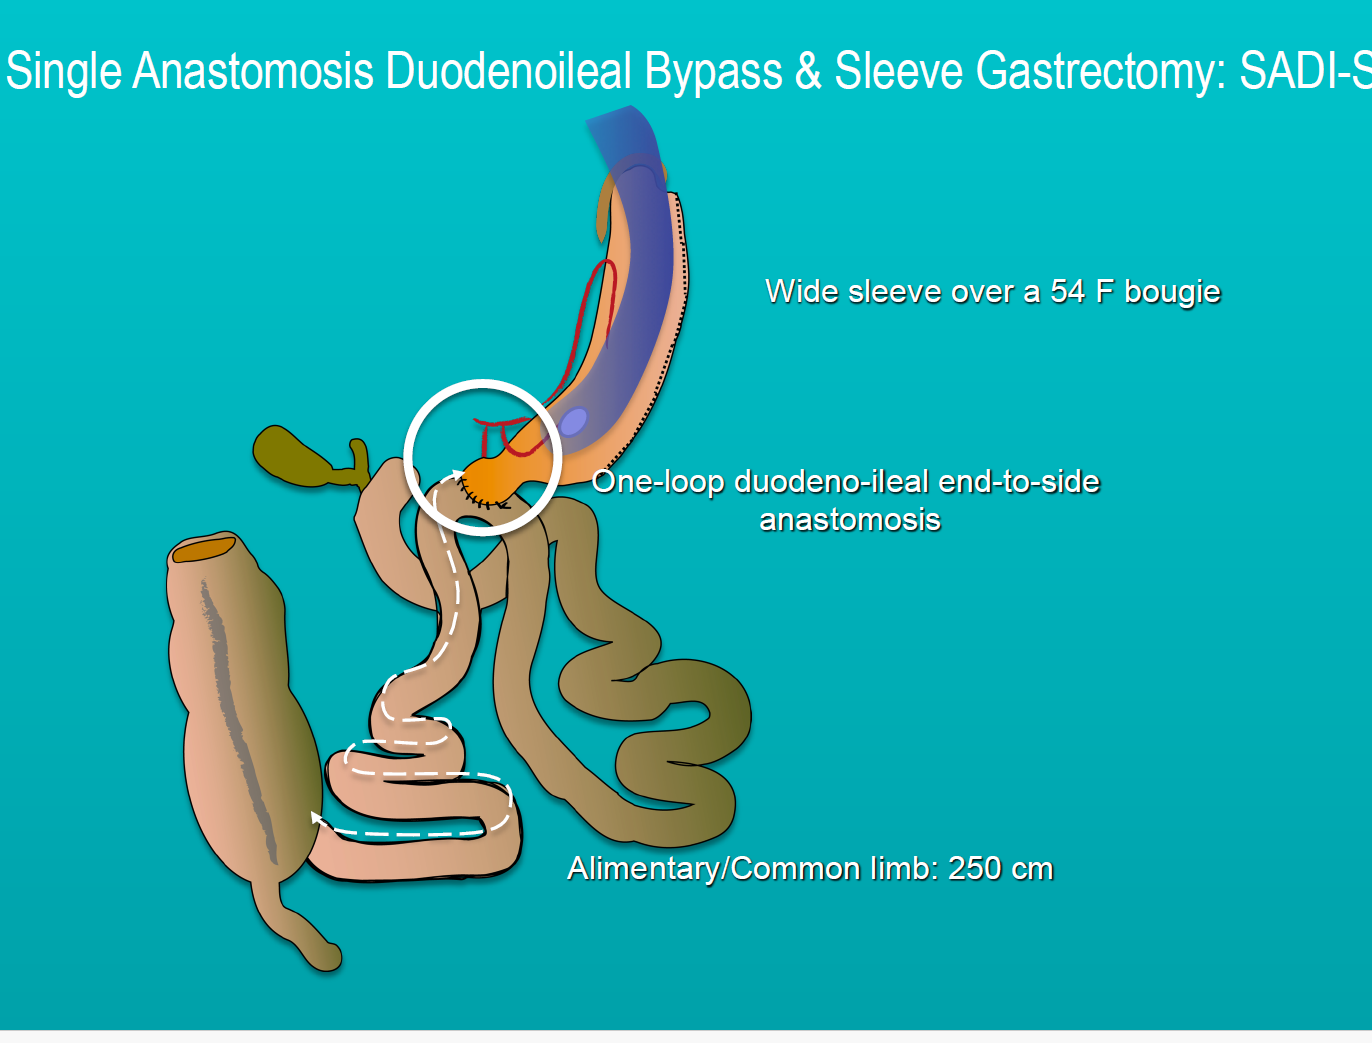 Single Anastomosis Duodenoileal Bypass & Sleeve Gastrectomy: SADI-S
Wide sleeve over a 54 F bougie
One-loop duodeno-ileal end-to-side
anastomosis
Alimentary/Common limb: 250 cm